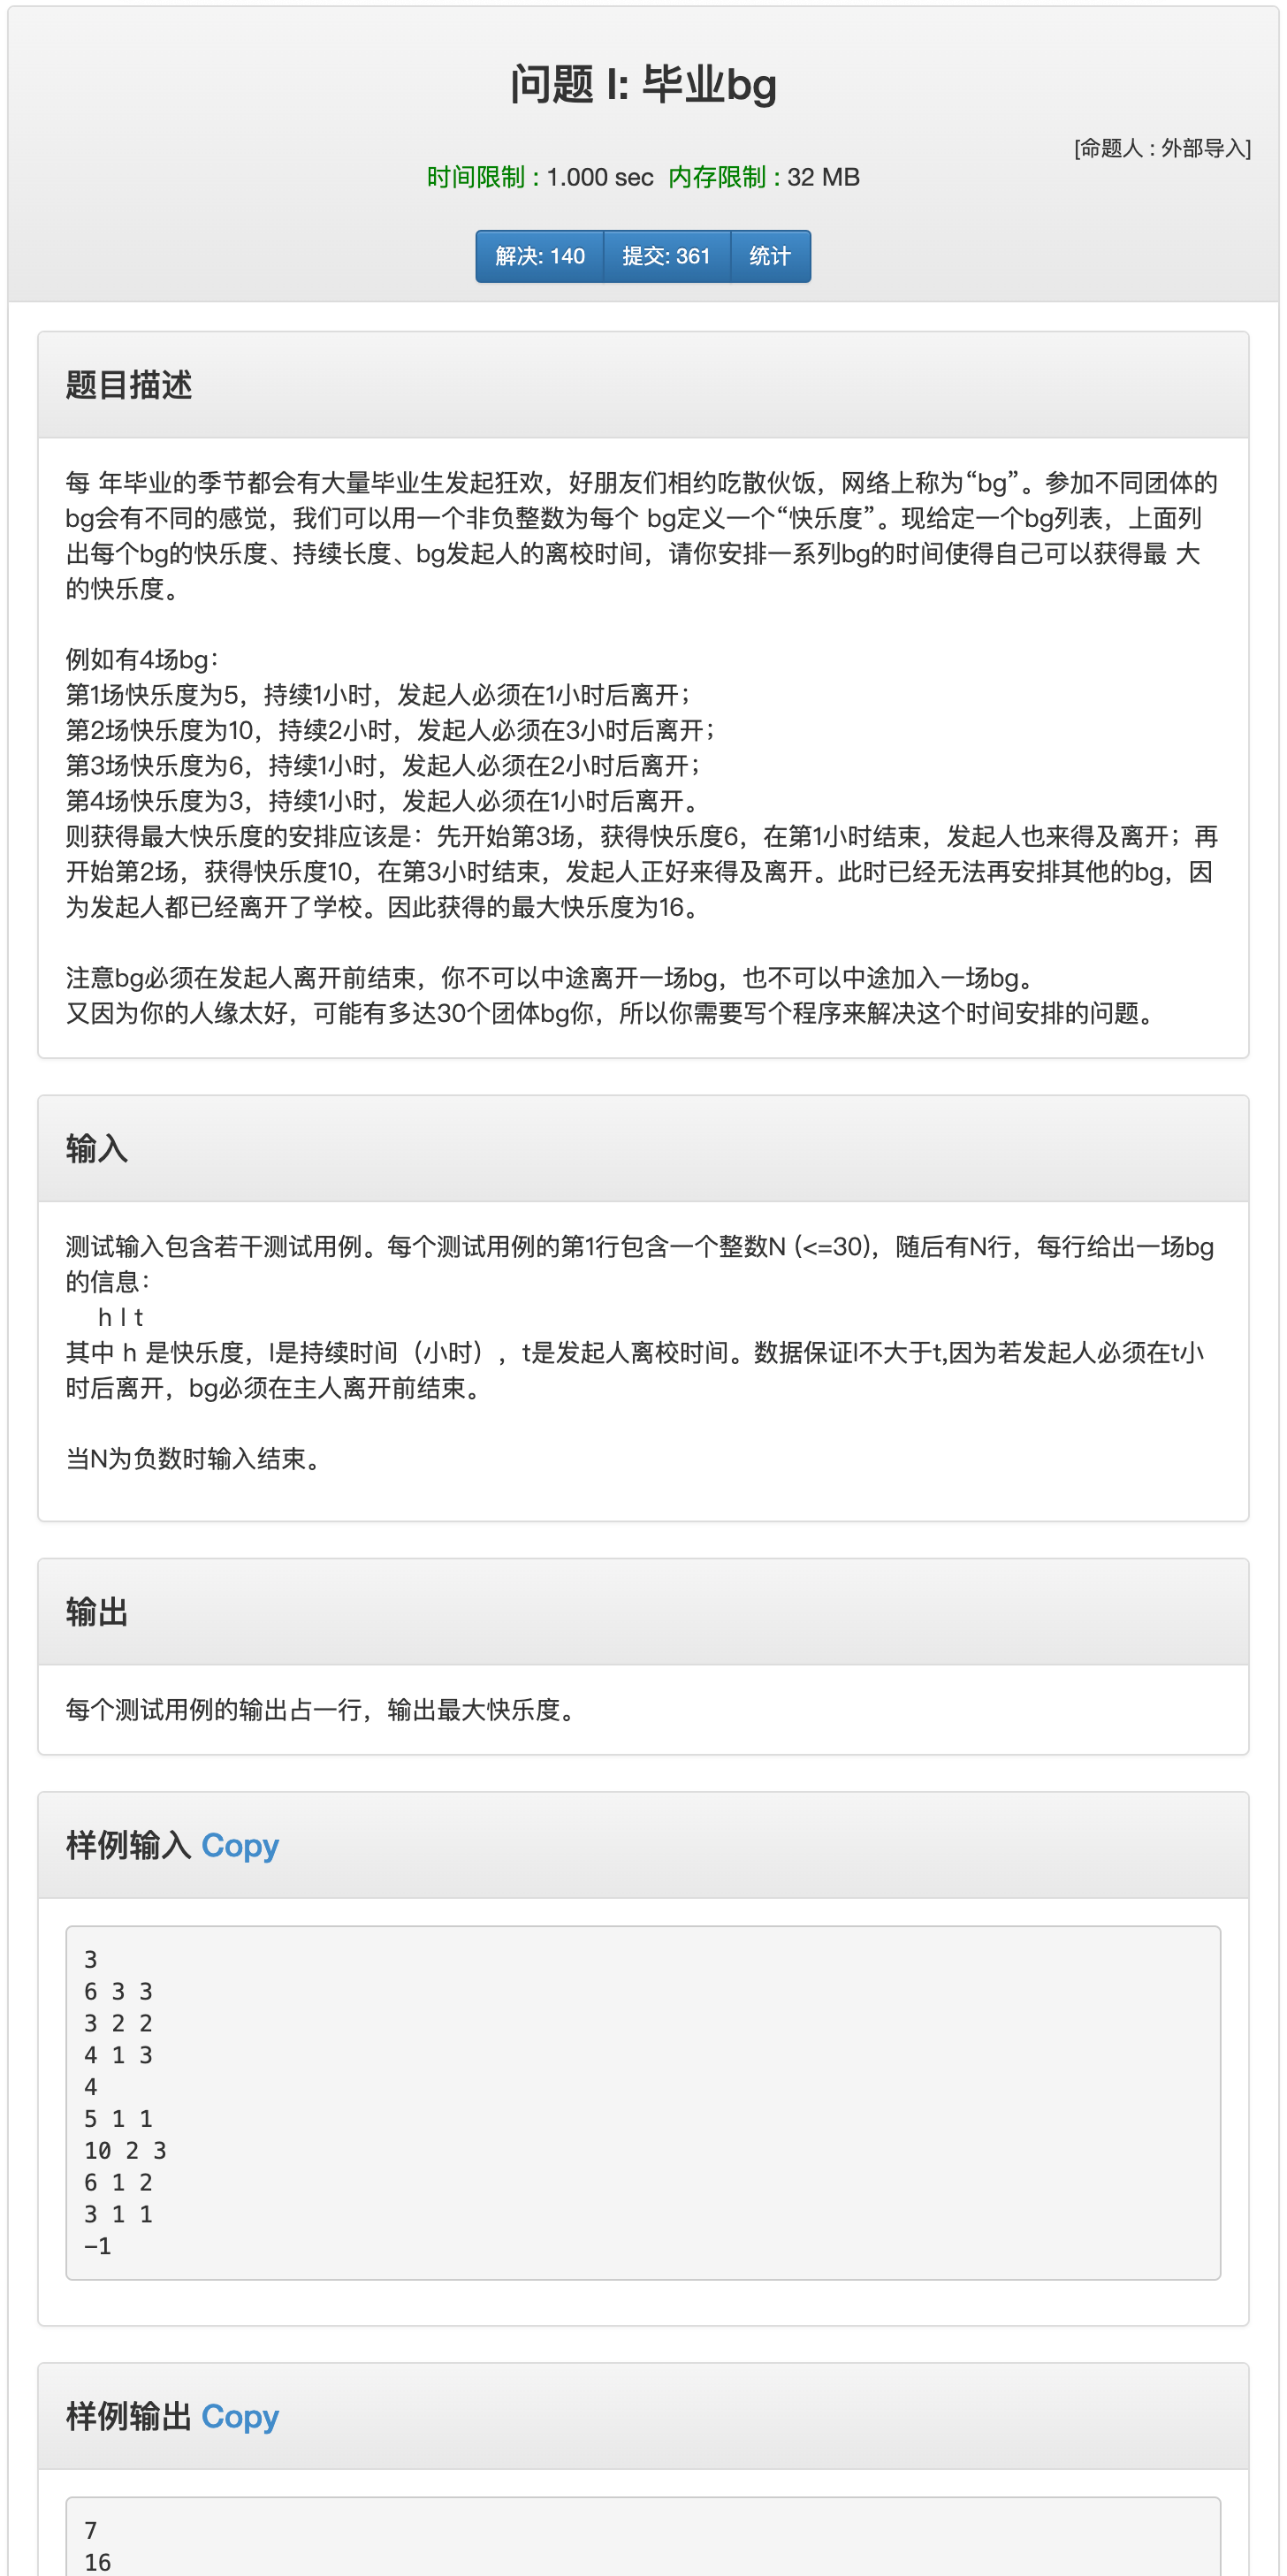 问题 I: 毕业bg
[命题人 : 外部导入]
时间限制 : 1.000 sec 内存限制 : 32 MB
解决: 140 提交: 361 统计
题目描述
每 年毕业的季节都会有大量毕业生发起狂欢，好朋友们相约吃散伙饭，网络上称为“bg”。参加不同团体的
bg会有不同的感觉，我们可以用一个非负整数为每个 bg定义一个“快乐度”。现给定一个bg列表，上面列
出每个bg的快乐度、持续长度、bg发起人的离校时间，请你安排一系列bg的时间使得自己可以获得最 大
的快乐度。
例如有4场bg：
第1场快乐度为5，持续1小时，发起人必须在1小时后离开；
第2场快乐度为10，持续2小时，发起人必须在3小时后离开；
第3场快乐度为6，持续1小时，发起人必须在2小时后离开；
第4场快乐度为3，持续1小时，发起人必须在1小时后离开。
则获得最大快乐度的安排应该是：先开始第3场，获得快乐度6，在第1小时结束，发起人也来得及离开；再
开始第2场，获得快乐度10，在第3小时结束，发起人正好来得及离开。此时已经无法再安排其他的bg，因
为发起人都已经离开了学校。因此获得的最大快乐度为16。
注意bg必须在发起人离开前结束，你不可以中途离开一场bg，也不可以中途加入一场bg。
又因为你的人缘太好，可能有多达30个团体bg你，所以你需要写个程序来解决这个时间安排的问题。
输入
测试输入包含若干测试用例。每个测试用例的第1行包含一个整数N (<=30)，随后有N行，每行给出一场bg
的信息：
h l t
其中 h 是快乐度，l是持续时间（小时），t是发起人离校时间。数据保证l不大于t,因为若发起人必须在t小
时后离开，bg必须在主人离开前结束。
当N为负数时输入结束。
输出
每个测试用例的输出占一行，输出最大快乐度。
样例输入 Copy
3
6 3 3
3 2 2
4 1 3
4
5 1 1
10 2 3
6 1 2
3 1 1
-1
样例输出 Copy
7
16